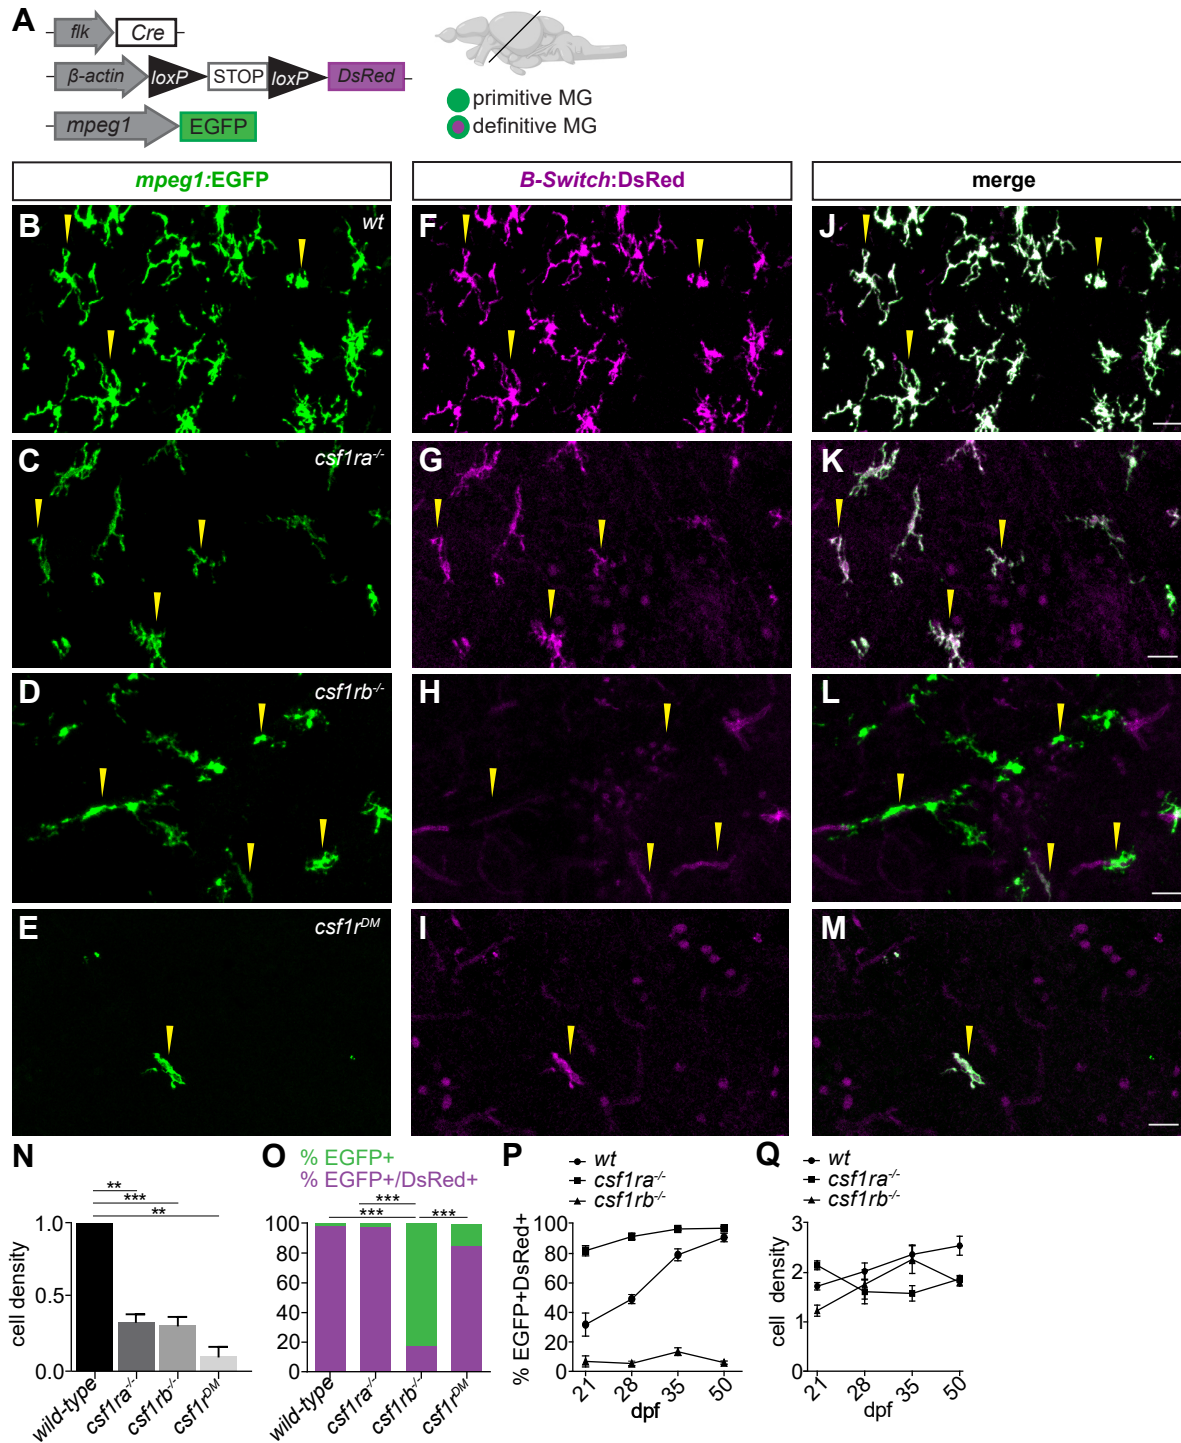 A
flk Cre
β-actin loxP STOP loxP DsRed
mpeg1 EGFP
primitive MG
definitive MG
mpeg1:EGFP
B-Switch:DsRed
merge
B wt
F
J
C csf1ra-/-
G
K
D csf1rb-/-
H
L
E csf1rDM
I
M
N
** 
***
**
1.0
0.5
0.0
cell density
wild-type
csf1ra-/-
csf1rb-/-
csf1rDM
O
% EGFP+
% EGFP+/DsRed+
***
*** ***
100
80
60
40
20
0
wild-type
csf1ra-/-
csf1rb-/-
csf1rDM
P
wt
csf1ra-/-
csf1rb-/-
% EGFP+DsRed+
100
80
60
40
20
0
21
28
35
50
dpf
Q
wt
csf1ra-/-
csf1rb-/-
cell density
3
2
1
0
21
28
35
50
dpf